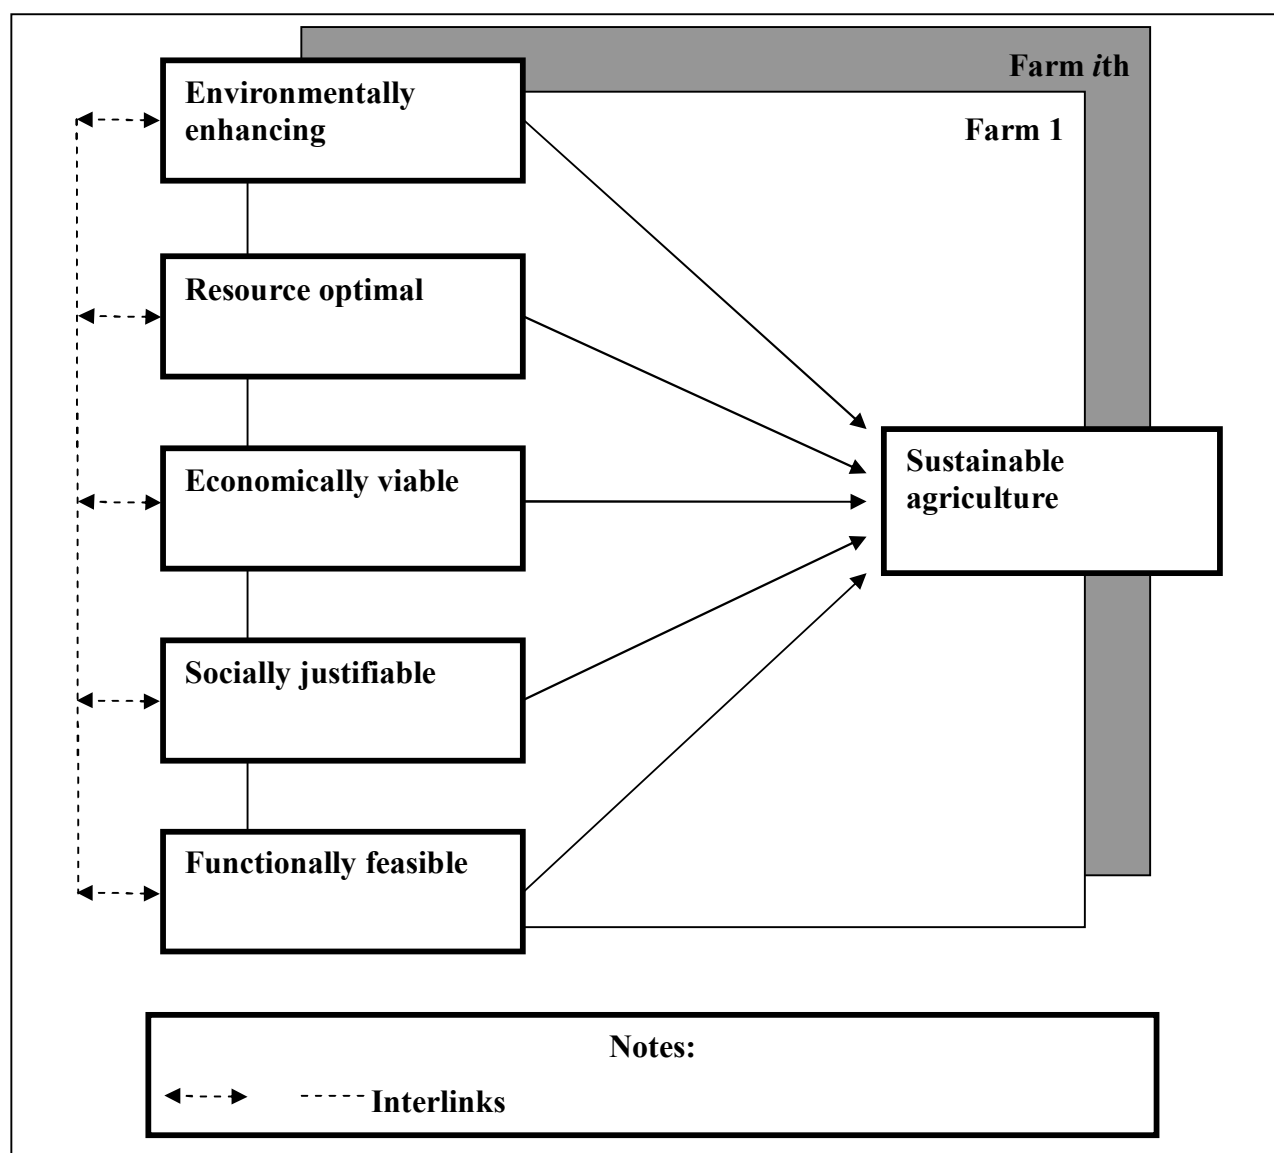 Farm ith
Environmentally
enhancing
Farm 1
Resource optimal
Economically viable
Sustainable
agriculture
Socially justifiable
Functionally feasible
Notes:
Interlinks